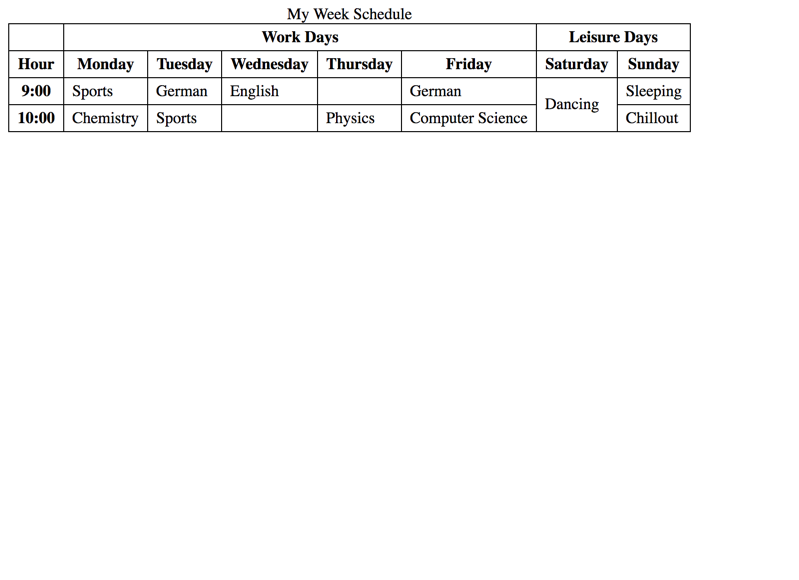 My Week Schedule
Work Days Leisure Days
Hour Monday Tuesday Wednesday Thursday Friday Saturday Sunday
9:00 Sports German English German Dancing Sleeping
10:00 Chemistry Sports Physics Computer Science Chillout